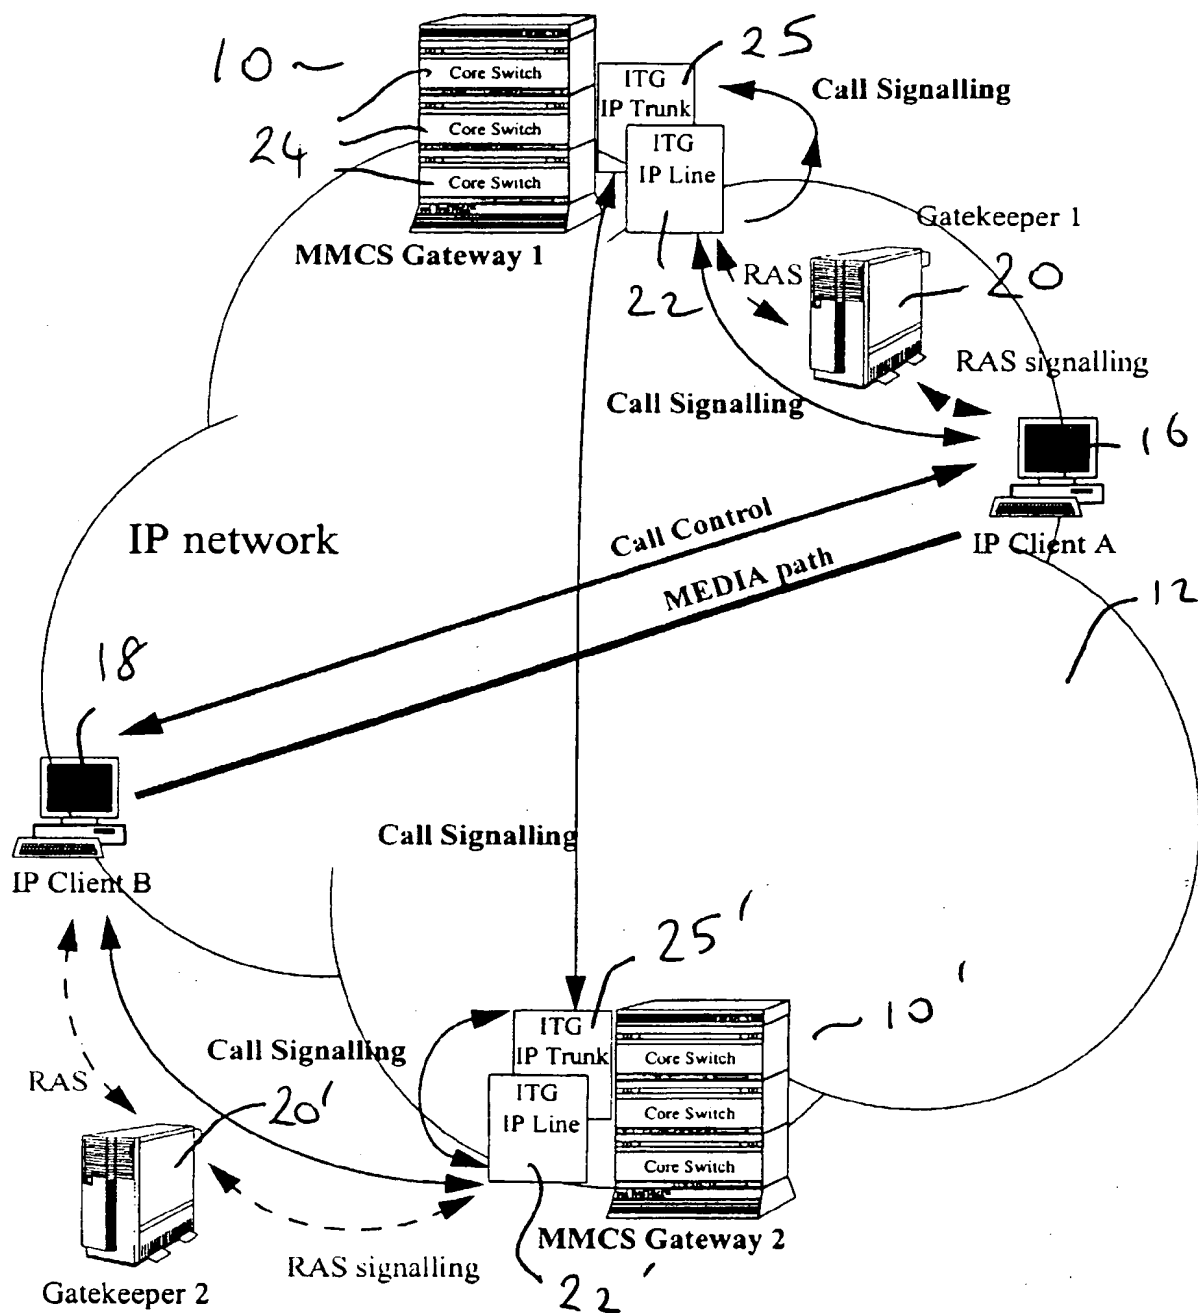 10
25
Core Switch
ITG
IP Trunk
Call Signalling
24
Core Switch
ITG
IP Line
Core Switch
MMCS Gateway 1
Gatekeeper 1
22
RAS
20
RAS signalling
Call Signalling
16
IP network
Call Control
IP Client A
MEDIA path
12
18
Call Signalling
IP Client B
25'
10'
ITG
IP Trunk
Core Switch
Call Signalling
RAS
20'
ITG
IP Line
Core Switch
Core Switch
MMCS Gateway 2
RAS signalling
22'
Gatekeeper 2